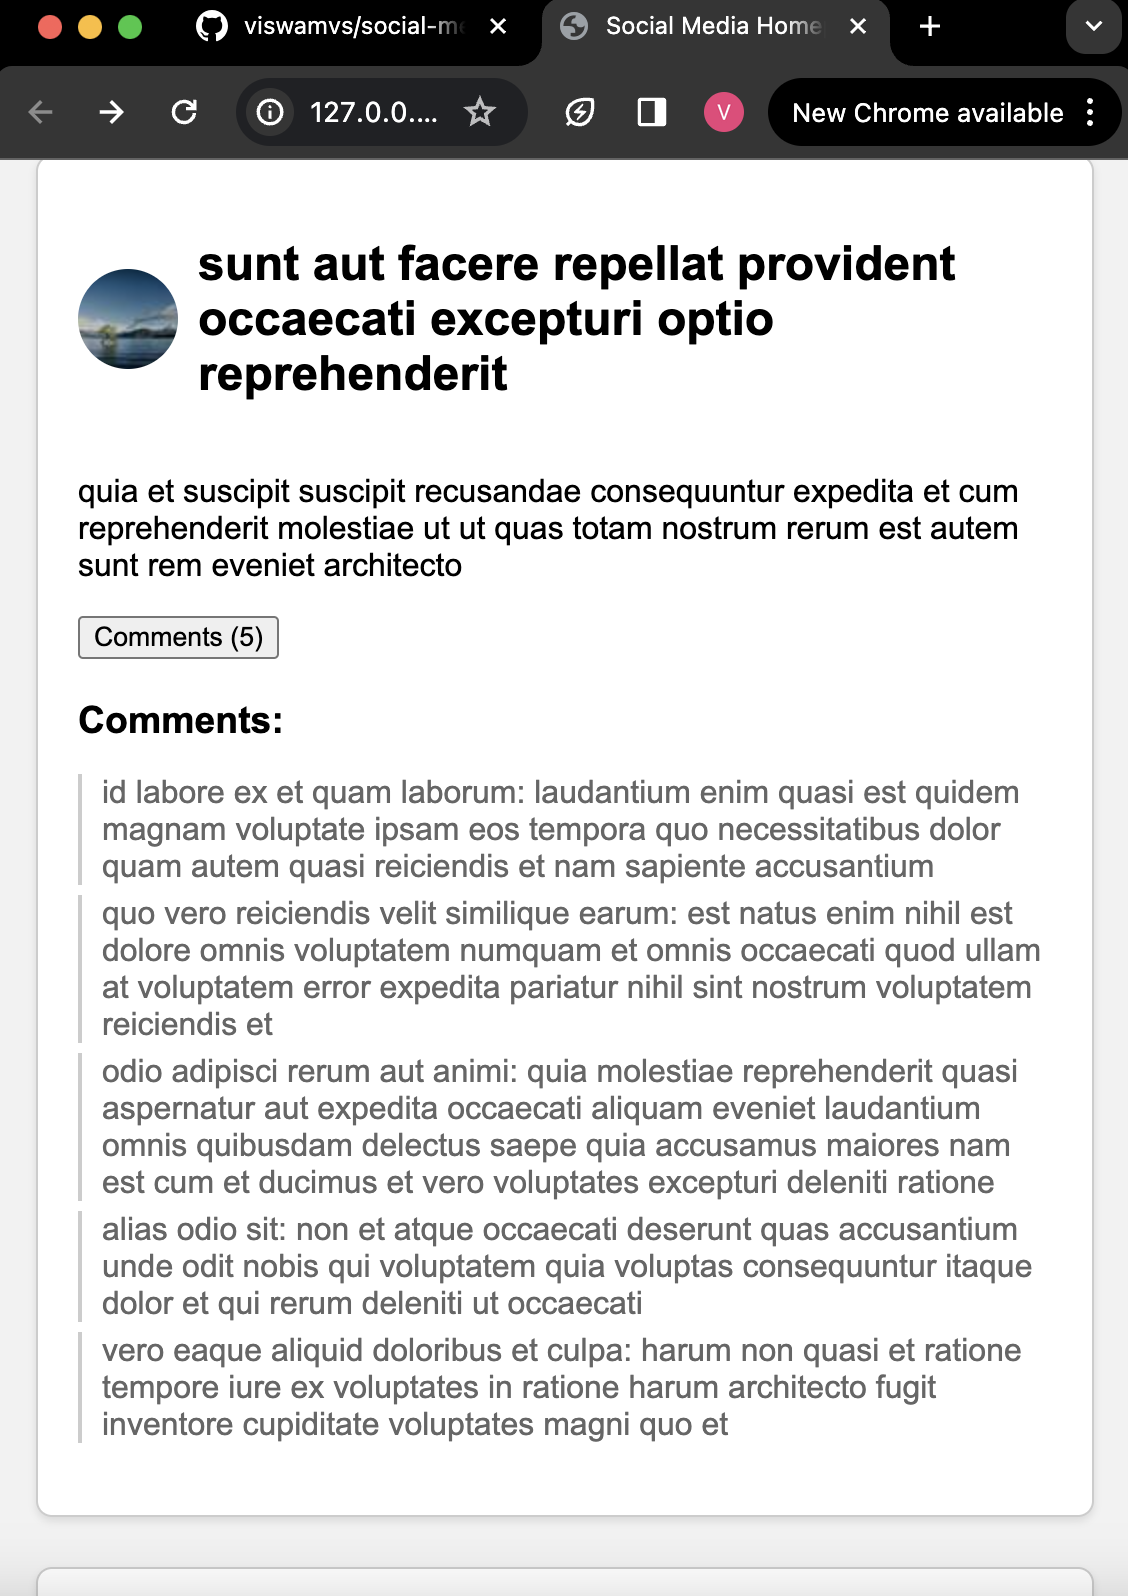 viswamvs/social-me
Social Media Home
127.0.0....
V
New Chrome available
sunt aut facere repellat provident
occaecati excepturi optio
reprehenderit
quia et suscipit suscipit recusandae consequuntur expedita et cum
reprehenderit molestiae ut ut quas totam nostrum rerum est autem
sunt rem eveniet architecto
Comments (5)
Comments:
id labore ex et quam laborum: laudantium enim quasi est quidem
magnam voluptate ipsam eos tempora quo necessitatibus dolor
quam autem quasi reiciendis et nam sapiente accusantium
quo vero reiciendis velit similique earum: est natus enim nihil est
dolore omnis voluptatem numquam et omnis occaecati quod ullam
at voluptatem error expedita pariatur nihil sint nostrum voluptatem
reiciendis et
odio adipisci rerum aut animi: quia molestiae reprehenderit quasi
aspernatur aut expedita occaecati aliquam eveniet laudantium
omnis quibusdam delectus saepe quia accusamus maiores nam
est cum et ducimus et vero voluptates excepturi deleniti ratione
alias odio sit: non et atque occaecati deserunt quas accusantium
unde odit nobis qui voluptatem quia voluptas consequuntur itaque
dolor et qui rerum deleniti ut occaecati
vero eaque aliquid doloribus et culpa: harum non quasi et ratione
tempore iure ex voluptates in ratione harum architecto fugit
inventore cupiditate voluptates magni quo et